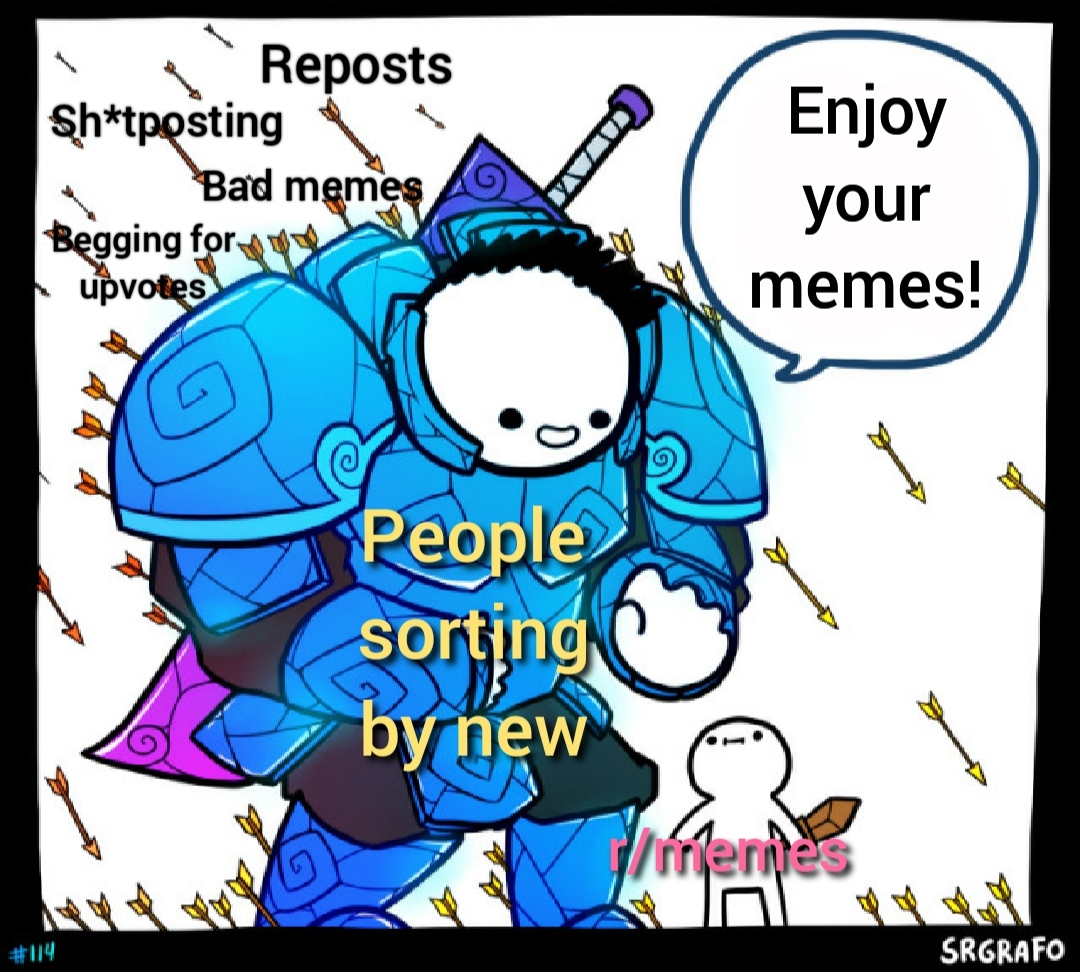 Reposts
Sh*tposting
Bad memes
Begging for
upvotes
Enjoy
your
memes!
People
sorting
by new
r/memes
#114
SRGRAFO